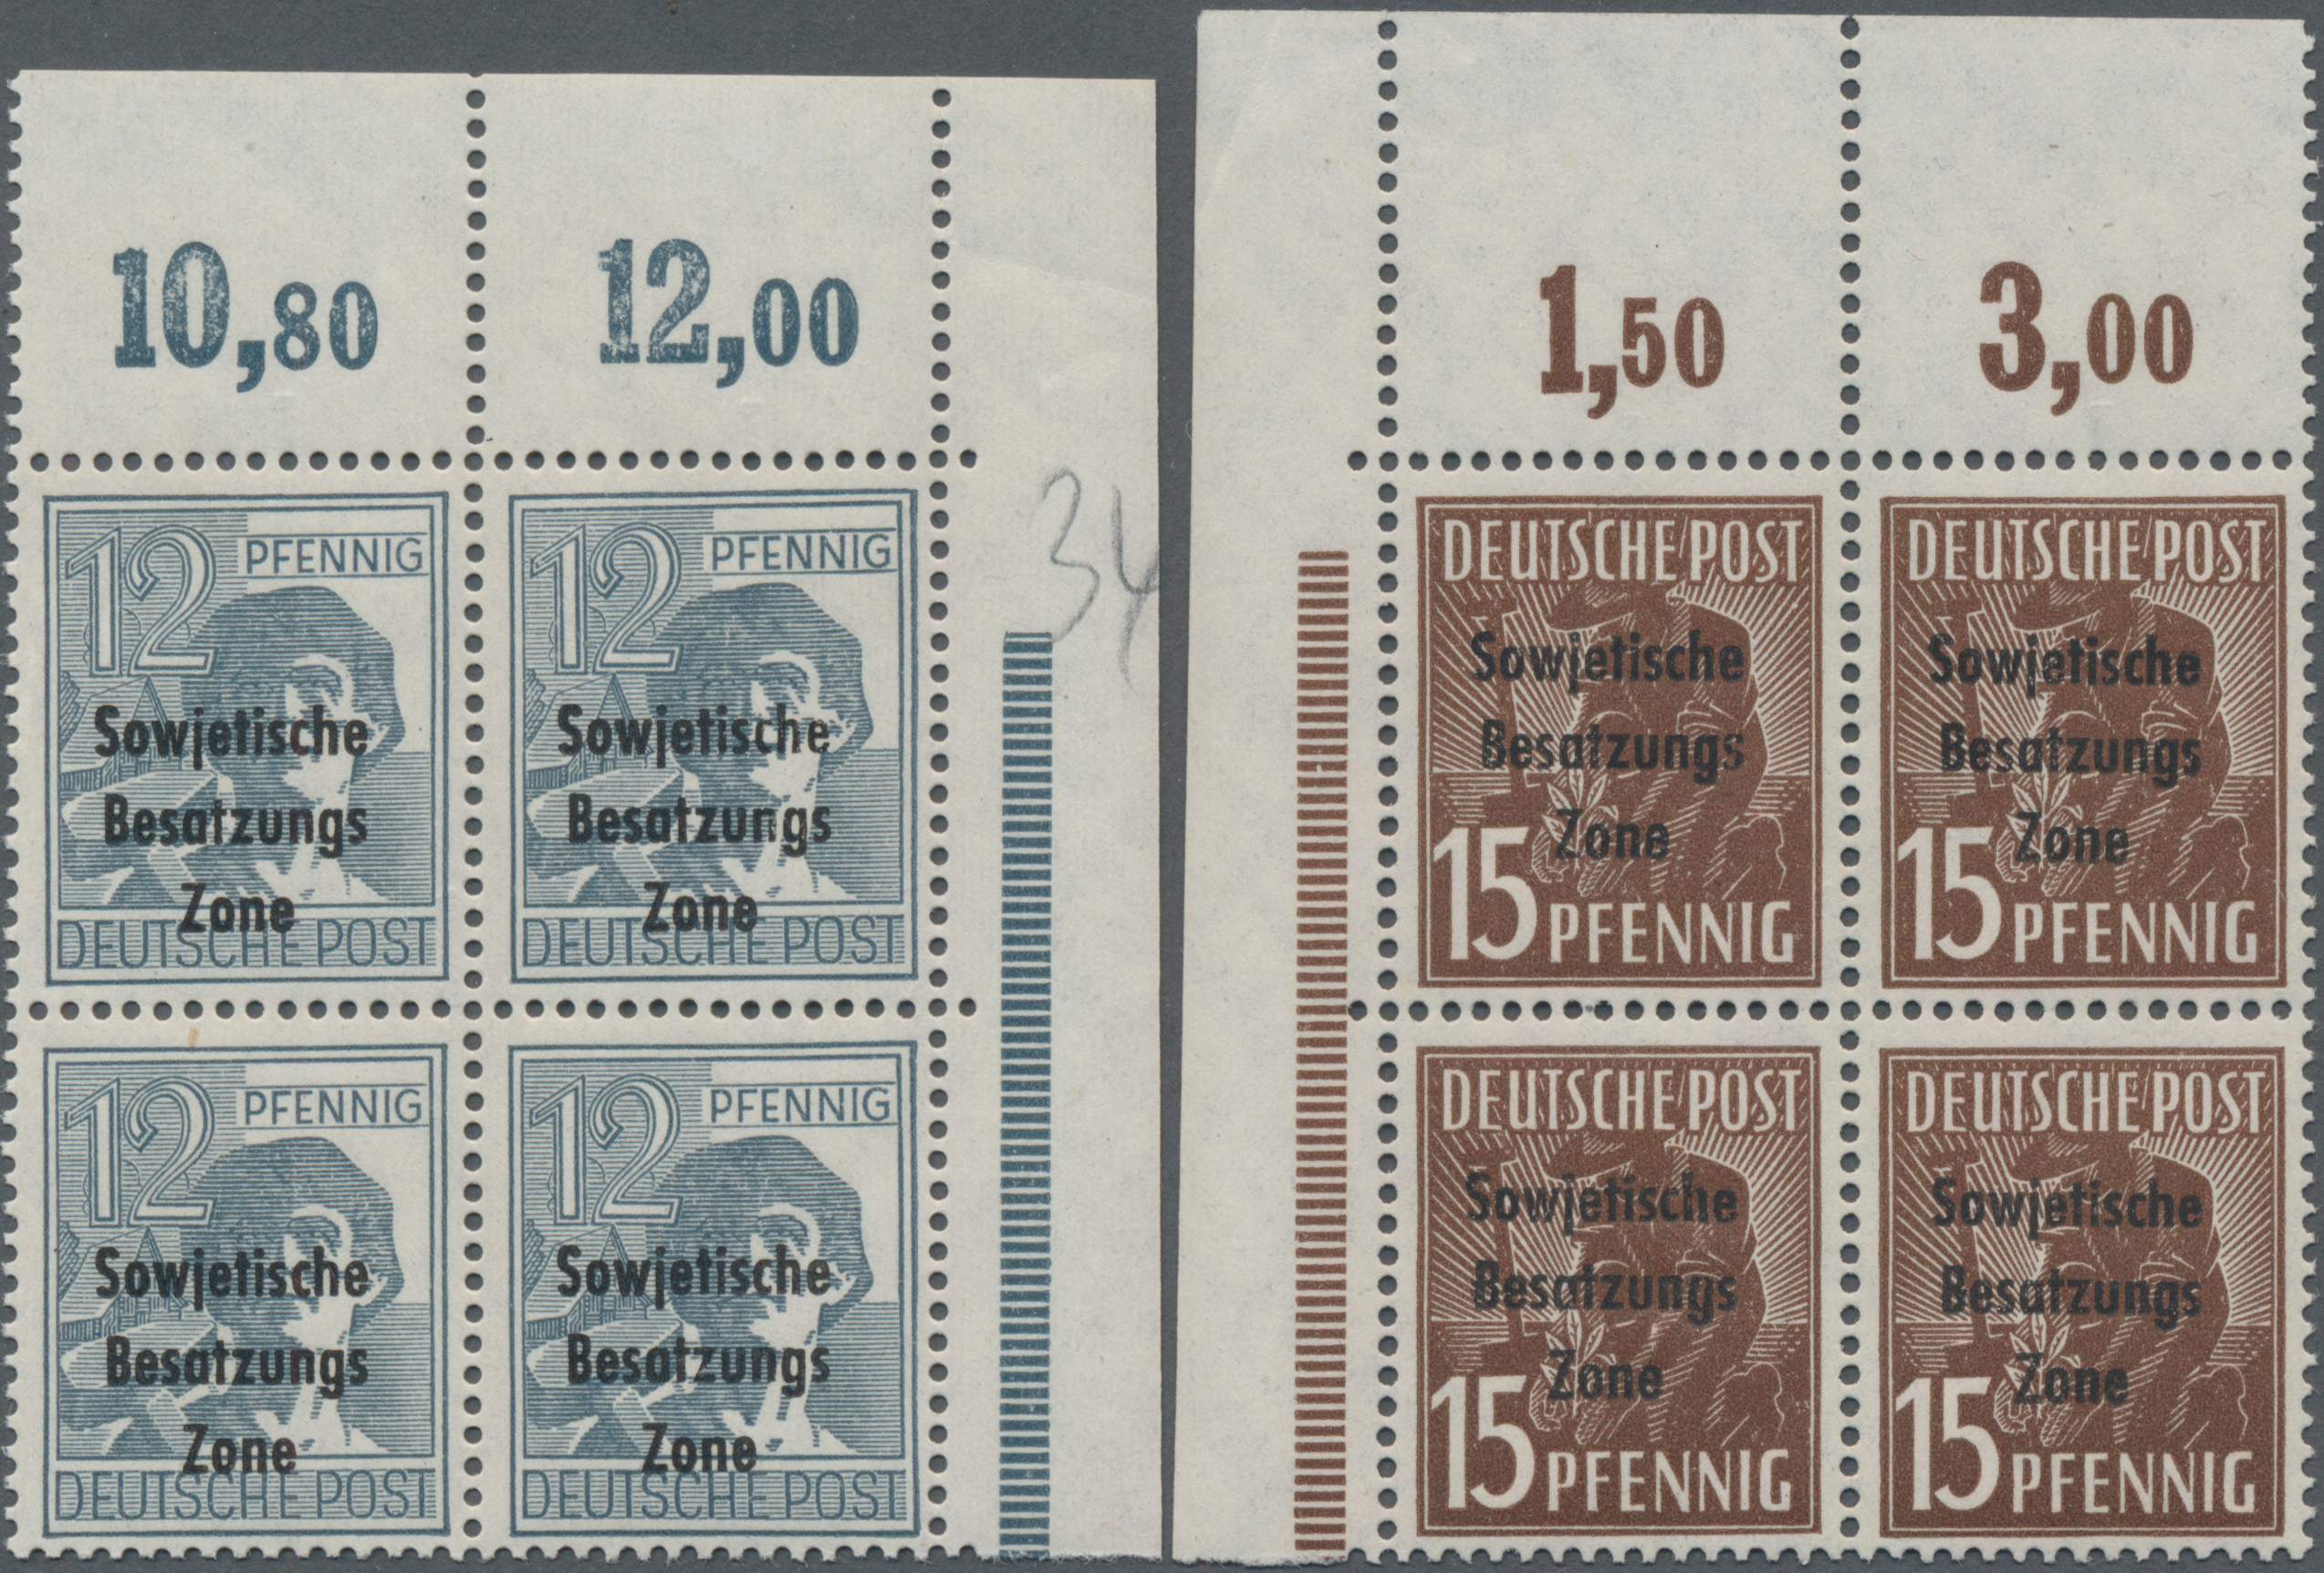 10,80
12,00
34
12 PFENNIG
Sowjetische
Besatzungs
Zone
DEUTSCHE POST
12 PFENNIG
Sowjetische
Besatzungs
Zone
DEUTSCHE POST
12 PFENNIG
Sowjetische
Besatzungs
Zone
DEUTSCHE POST
12 PFENNIG
Sowjetische
Besatzungs
Zone
DEUTSCHE POST
1,50
3,00
DEUTSCHE POST
Sowjetische
Besatzungs
Zone
15 PFENNIG
DEUTSCHE POST
Sowjetische
Besatzungs
Zone
15 PFENNIG
DEUTSCHE POST
Sowjetische
Besatzungs
Zone
15 PFENNIG
DEUTSCHE POST
Sowjetische
Besatzungs
Zone
15 PFENNIG